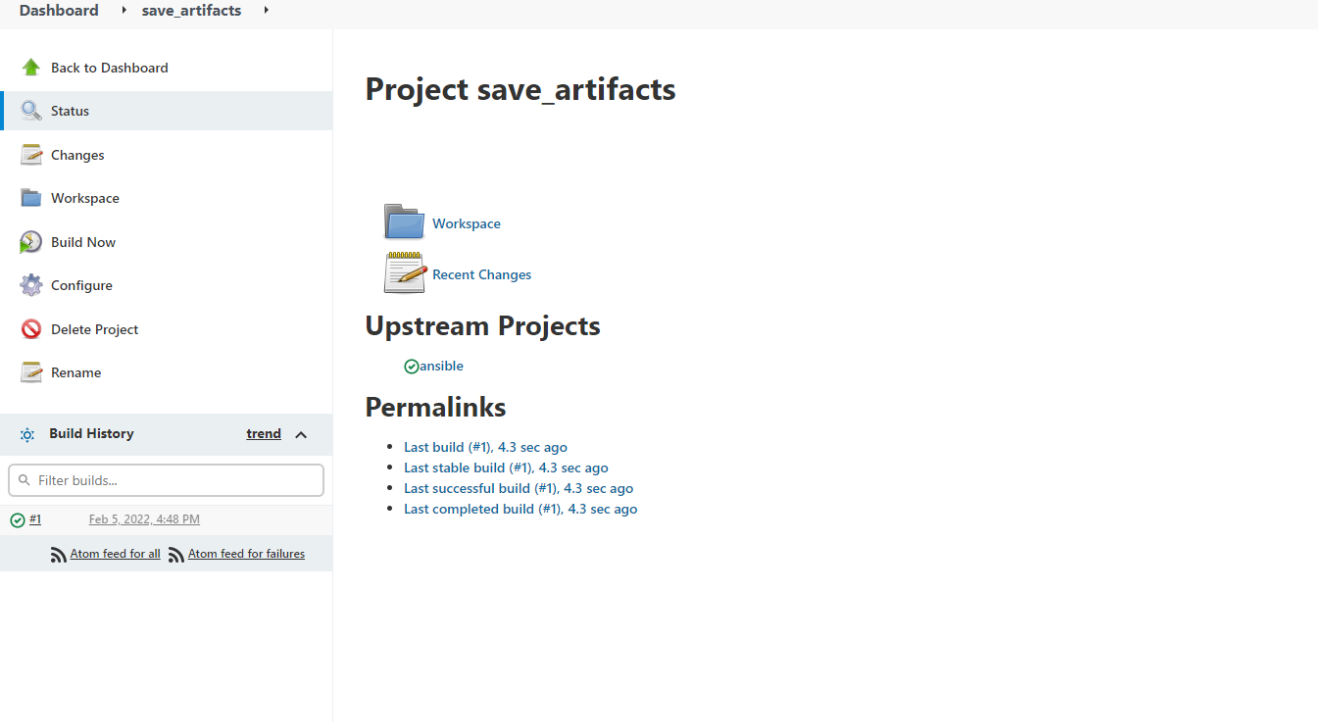 Dashboard save_artifacts
Back to Dashboard
Status
Changes
Workspace
Build Now
Configure
Delete Project
Rename
Build History trend
Filter builds...
#1 Feb 5, 2022, 4:48 PM
Atom feed for all Atom feed for failures
Project save_artifacts
Workspace
Recent Changes
Upstream Projects
ansible
Permalinks
Last build (#1), 4.3 sec ago
Last stable build (#1), 4.3 sec ago
Last successful build (#1), 4.3 sec ago
Last completed build (#1), 4.3 sec ago